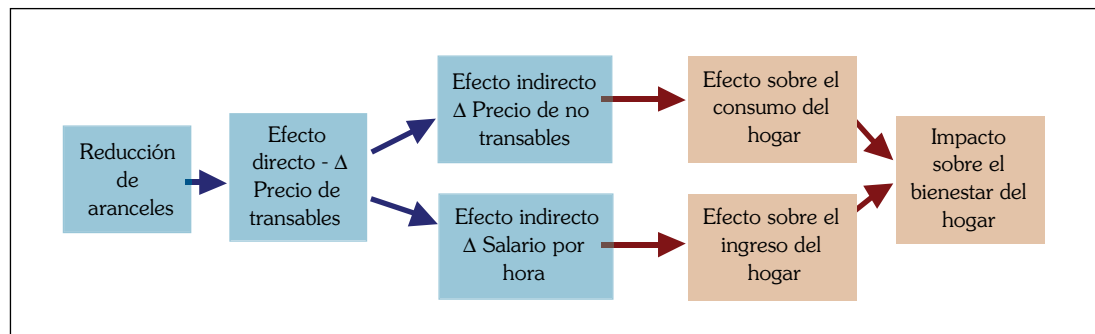 Reducción
de
aranceles
Efecto
directo - Δ
Precio de
transables
Efecto indirecto
Δ Precio de no
transables
Efecto indirecto
Δ Salario por
hora
Efecto sobre el
consumo del
hogar
Efecto sobre el
ingreso del
hogar
Impacto
sobre el
bienestar del
hogar